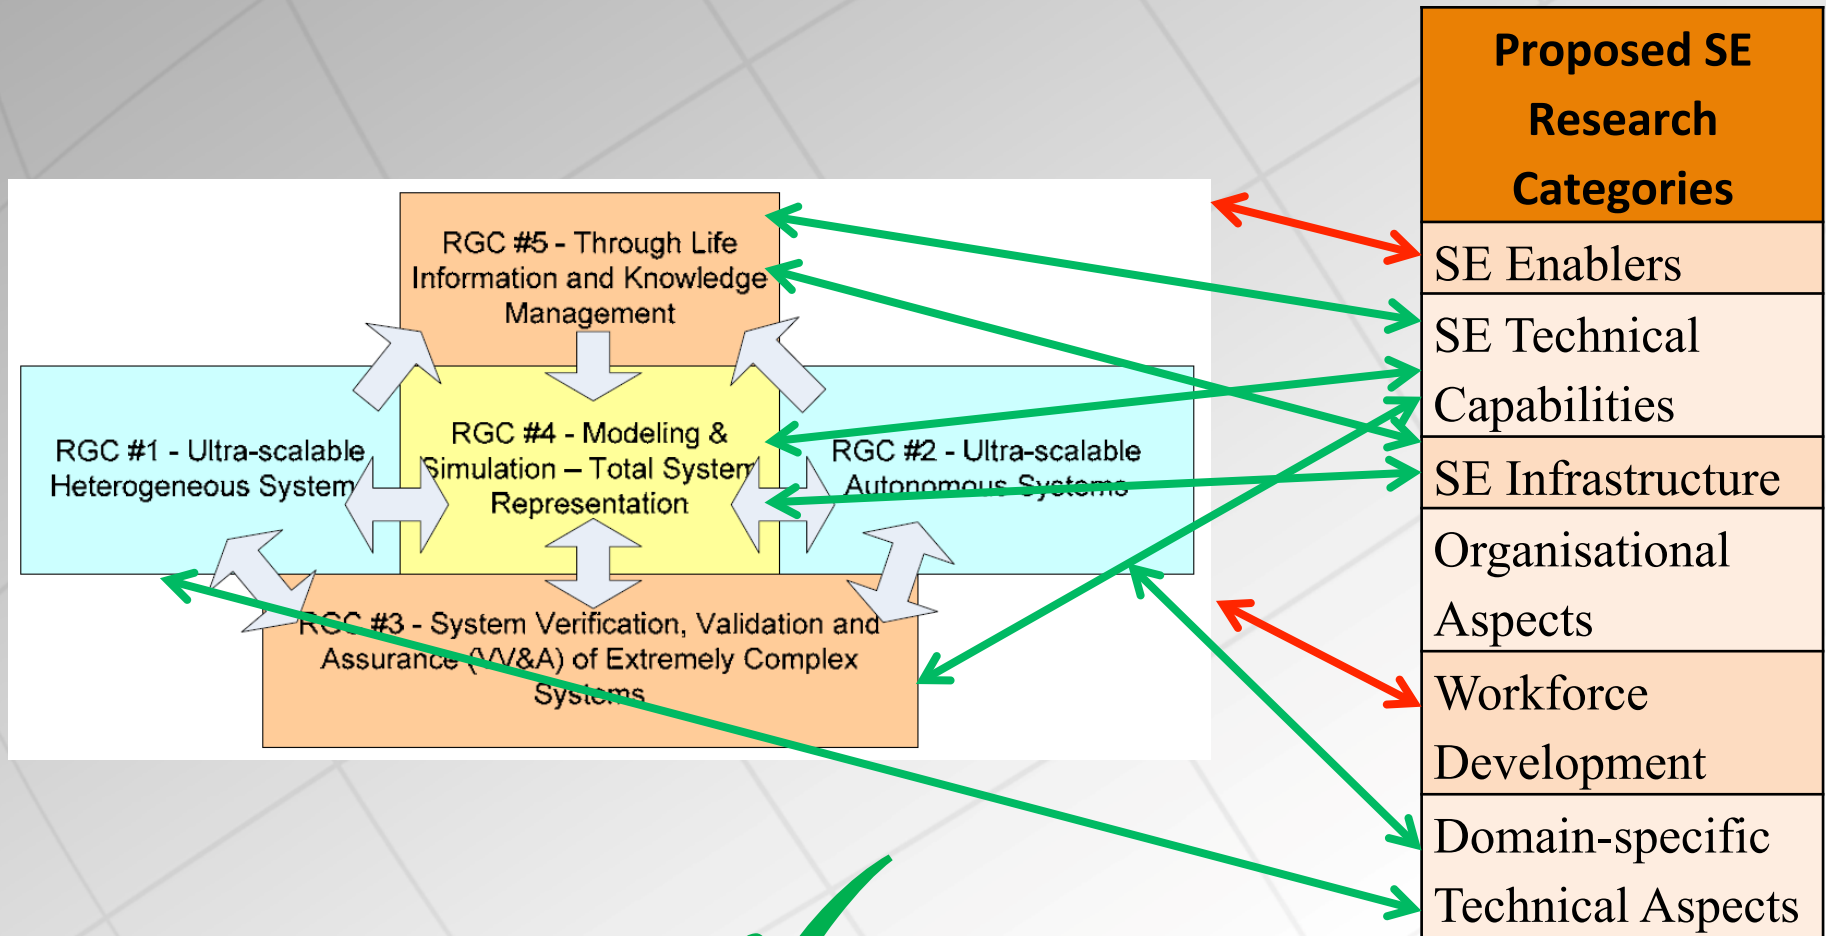 Proposed SE
Research
Categories
SE Enablers
SE Technical
Capabilities
SE Infrastructure
Organisational
Aspects
Workforce
Development
Domain-specific
Technical Aspects
RGC #5 - Through Life
Information and Knowledge
Management
RGC #1 - Ultra-scalable
Heterogeneous System
RGC #4 - Modeling &
Simulation – Total System
Representation
RGC #2 - Ultra-scalable
Autonomous Systems
RGC #3 - System Verification, Validation and
Assurance (VV&A) of Extremely Complex
Systems